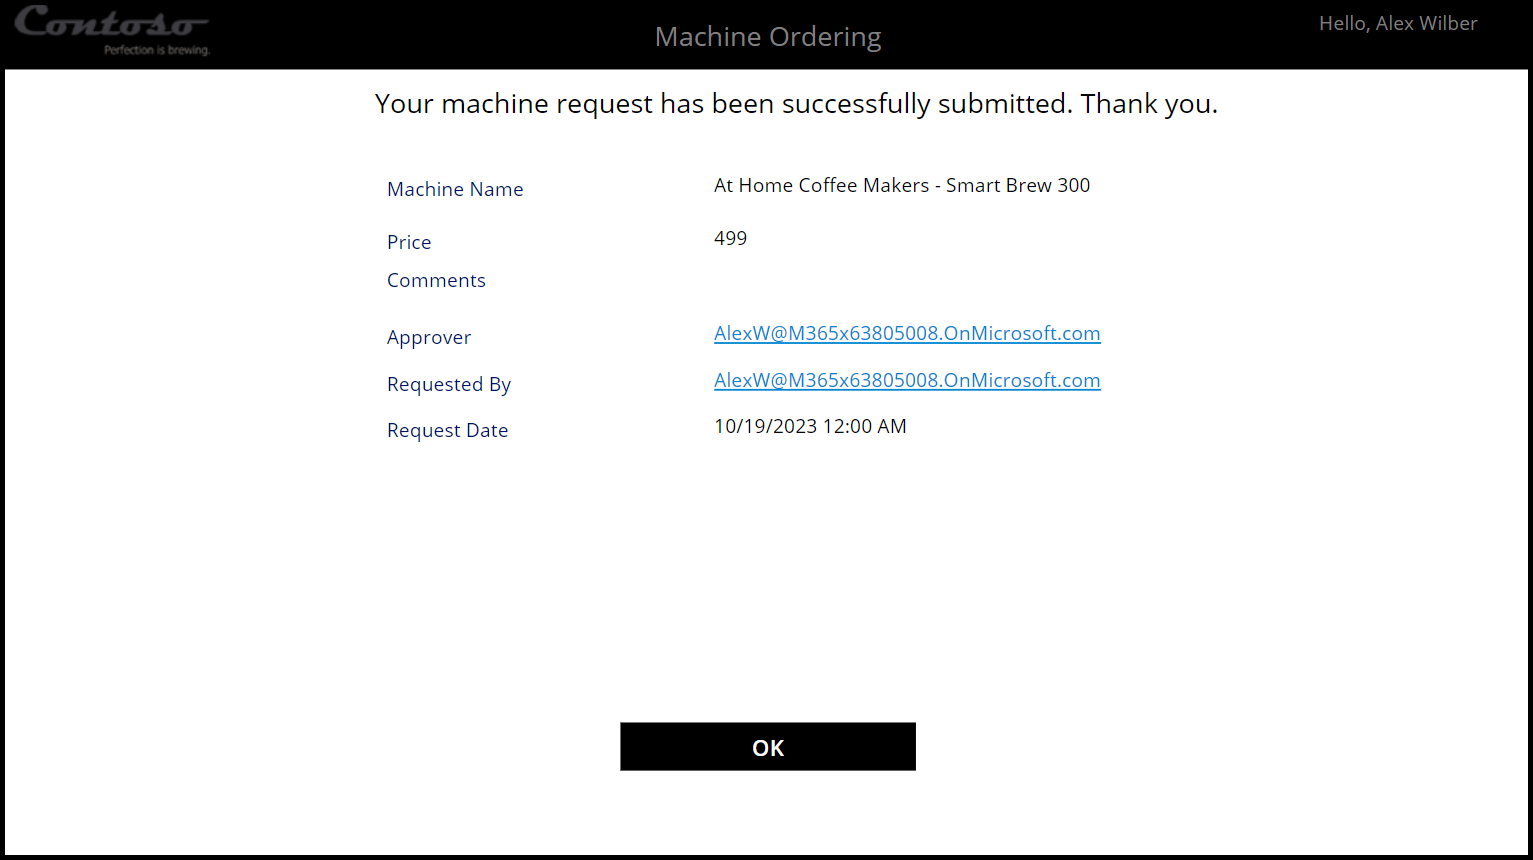 Contoso
Perfection is brewing.
Machine Ordering
Hello, Alex Wilber
Your machine request has been successfully submitted. Thank you.
Machine Name At Home Coffee Makers - Smart Brew 300
Price 499
Comments
Approver AlexW@M365x63805008.OnMicrosoft.com
Requested By AlexW@M365x63805008.OnMicrosoft.com
Request Date 10/19/2023 12:00 AM
OK